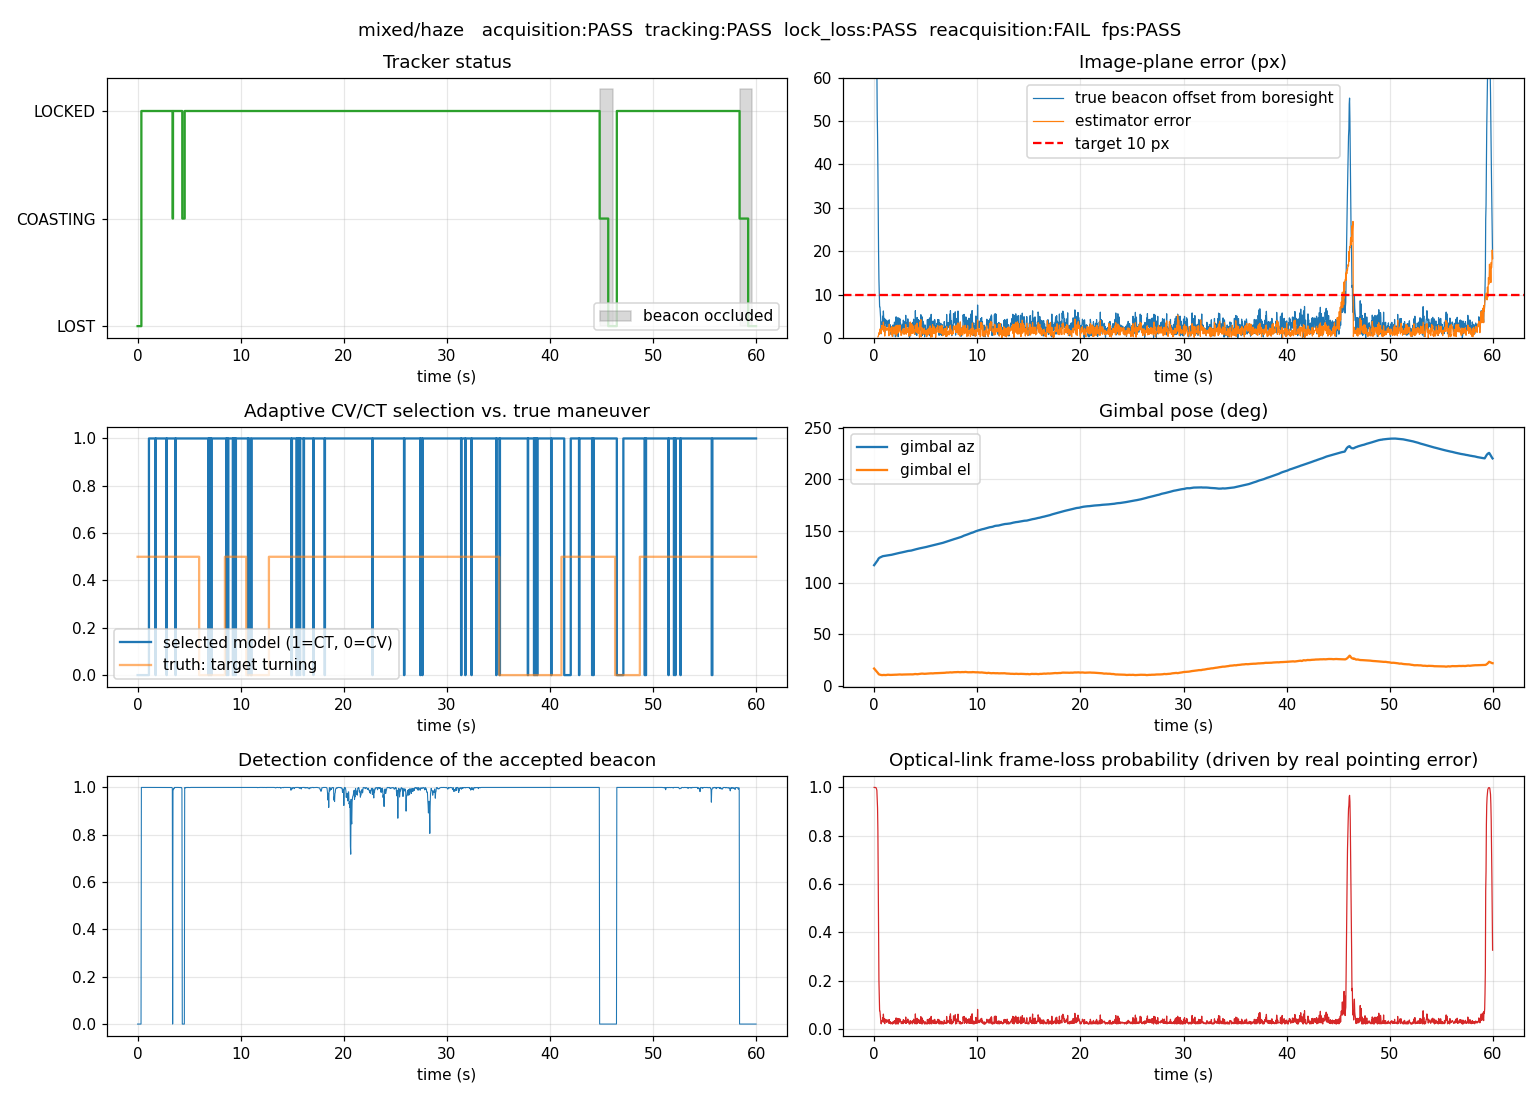 mixed/haze   acquisition:PASS  tracking:PASS  lock_loss:PASS  reacquisition:FAIL  fps:PASS
Tracker status
LOCKED
COASTING
LOST
beacon occluded
0 10 20 30 40 50 60
time (s)
Image-plane error (px)
60
50
40
30
20
10
0
true beacon offset from boresight
estimator error
target 10 px
0 10 20 30 40 50 60
time (s)
Adaptive CV/CT selection vs. true maneuver
1.0
0.8
0.6
0.4
0.2
0.0
selected model (1=CT, 0=CV)
truth: target turning
0 10 20 30 40 50 60
time (s)
Gimbal pose (deg)
250
200
150
100
50
0
gimbal az
gimbal el
0 10 20 30 40 50 60
time (s)
Detection confidence of the accepted beacon
1.0
0.8
0.6
0.4
0.2
0.0
0 10 20 30 40 50 60
time (s)
Optical-link frame-loss probability (driven by real pointing error)
1.0
0.8
0.6
0.4
0.2
0.0
0 10 20 30 40 50 60
time (s)